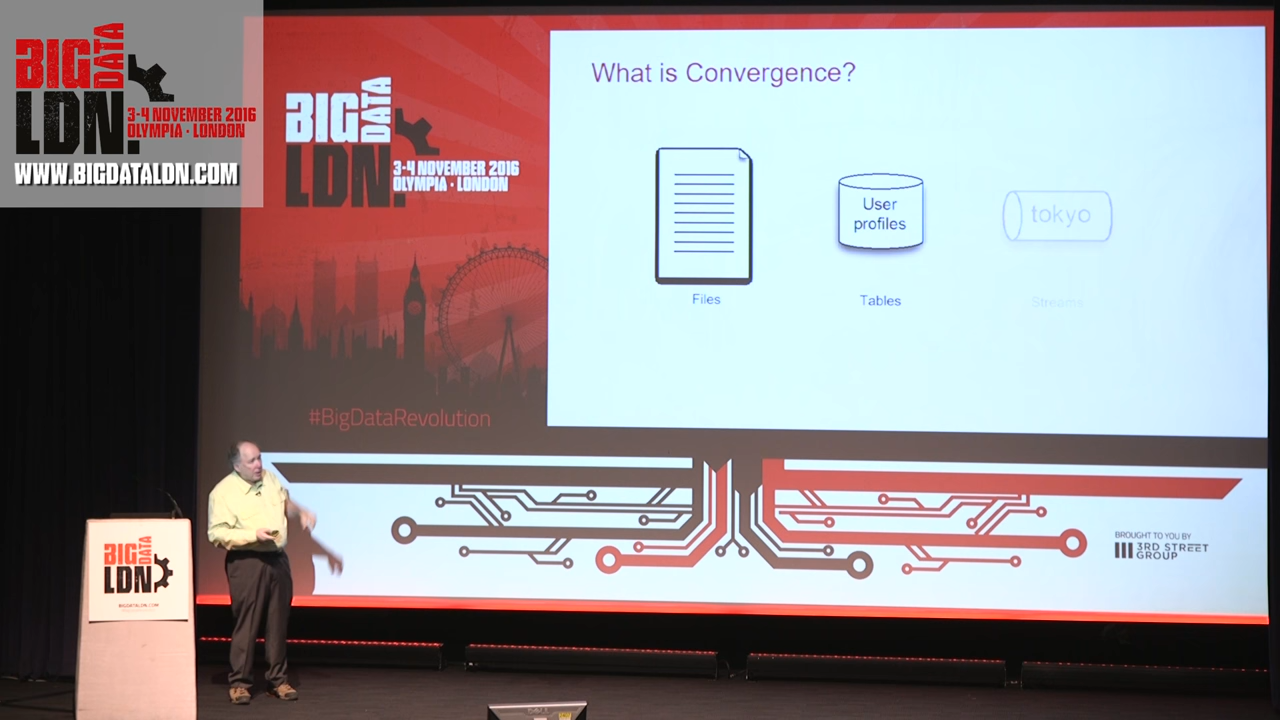 BIG DATA
LDN.
3-4 NOVEMBER 2016
OLYMPIA · LONDON
WWW.BIGDATALDN.COM
BIG DATA
LDN.
3-4 NOVEMBER 2016
OLYMPIA · LONDON
#BigDataRevolution
What is Convergence?
User
profiles
tokyo
Files
Tables
Streams
BROUGHT TO YOU BY
3RD STREET
GROUP
BIG DATA
LDN
BIGDATALDN.COM